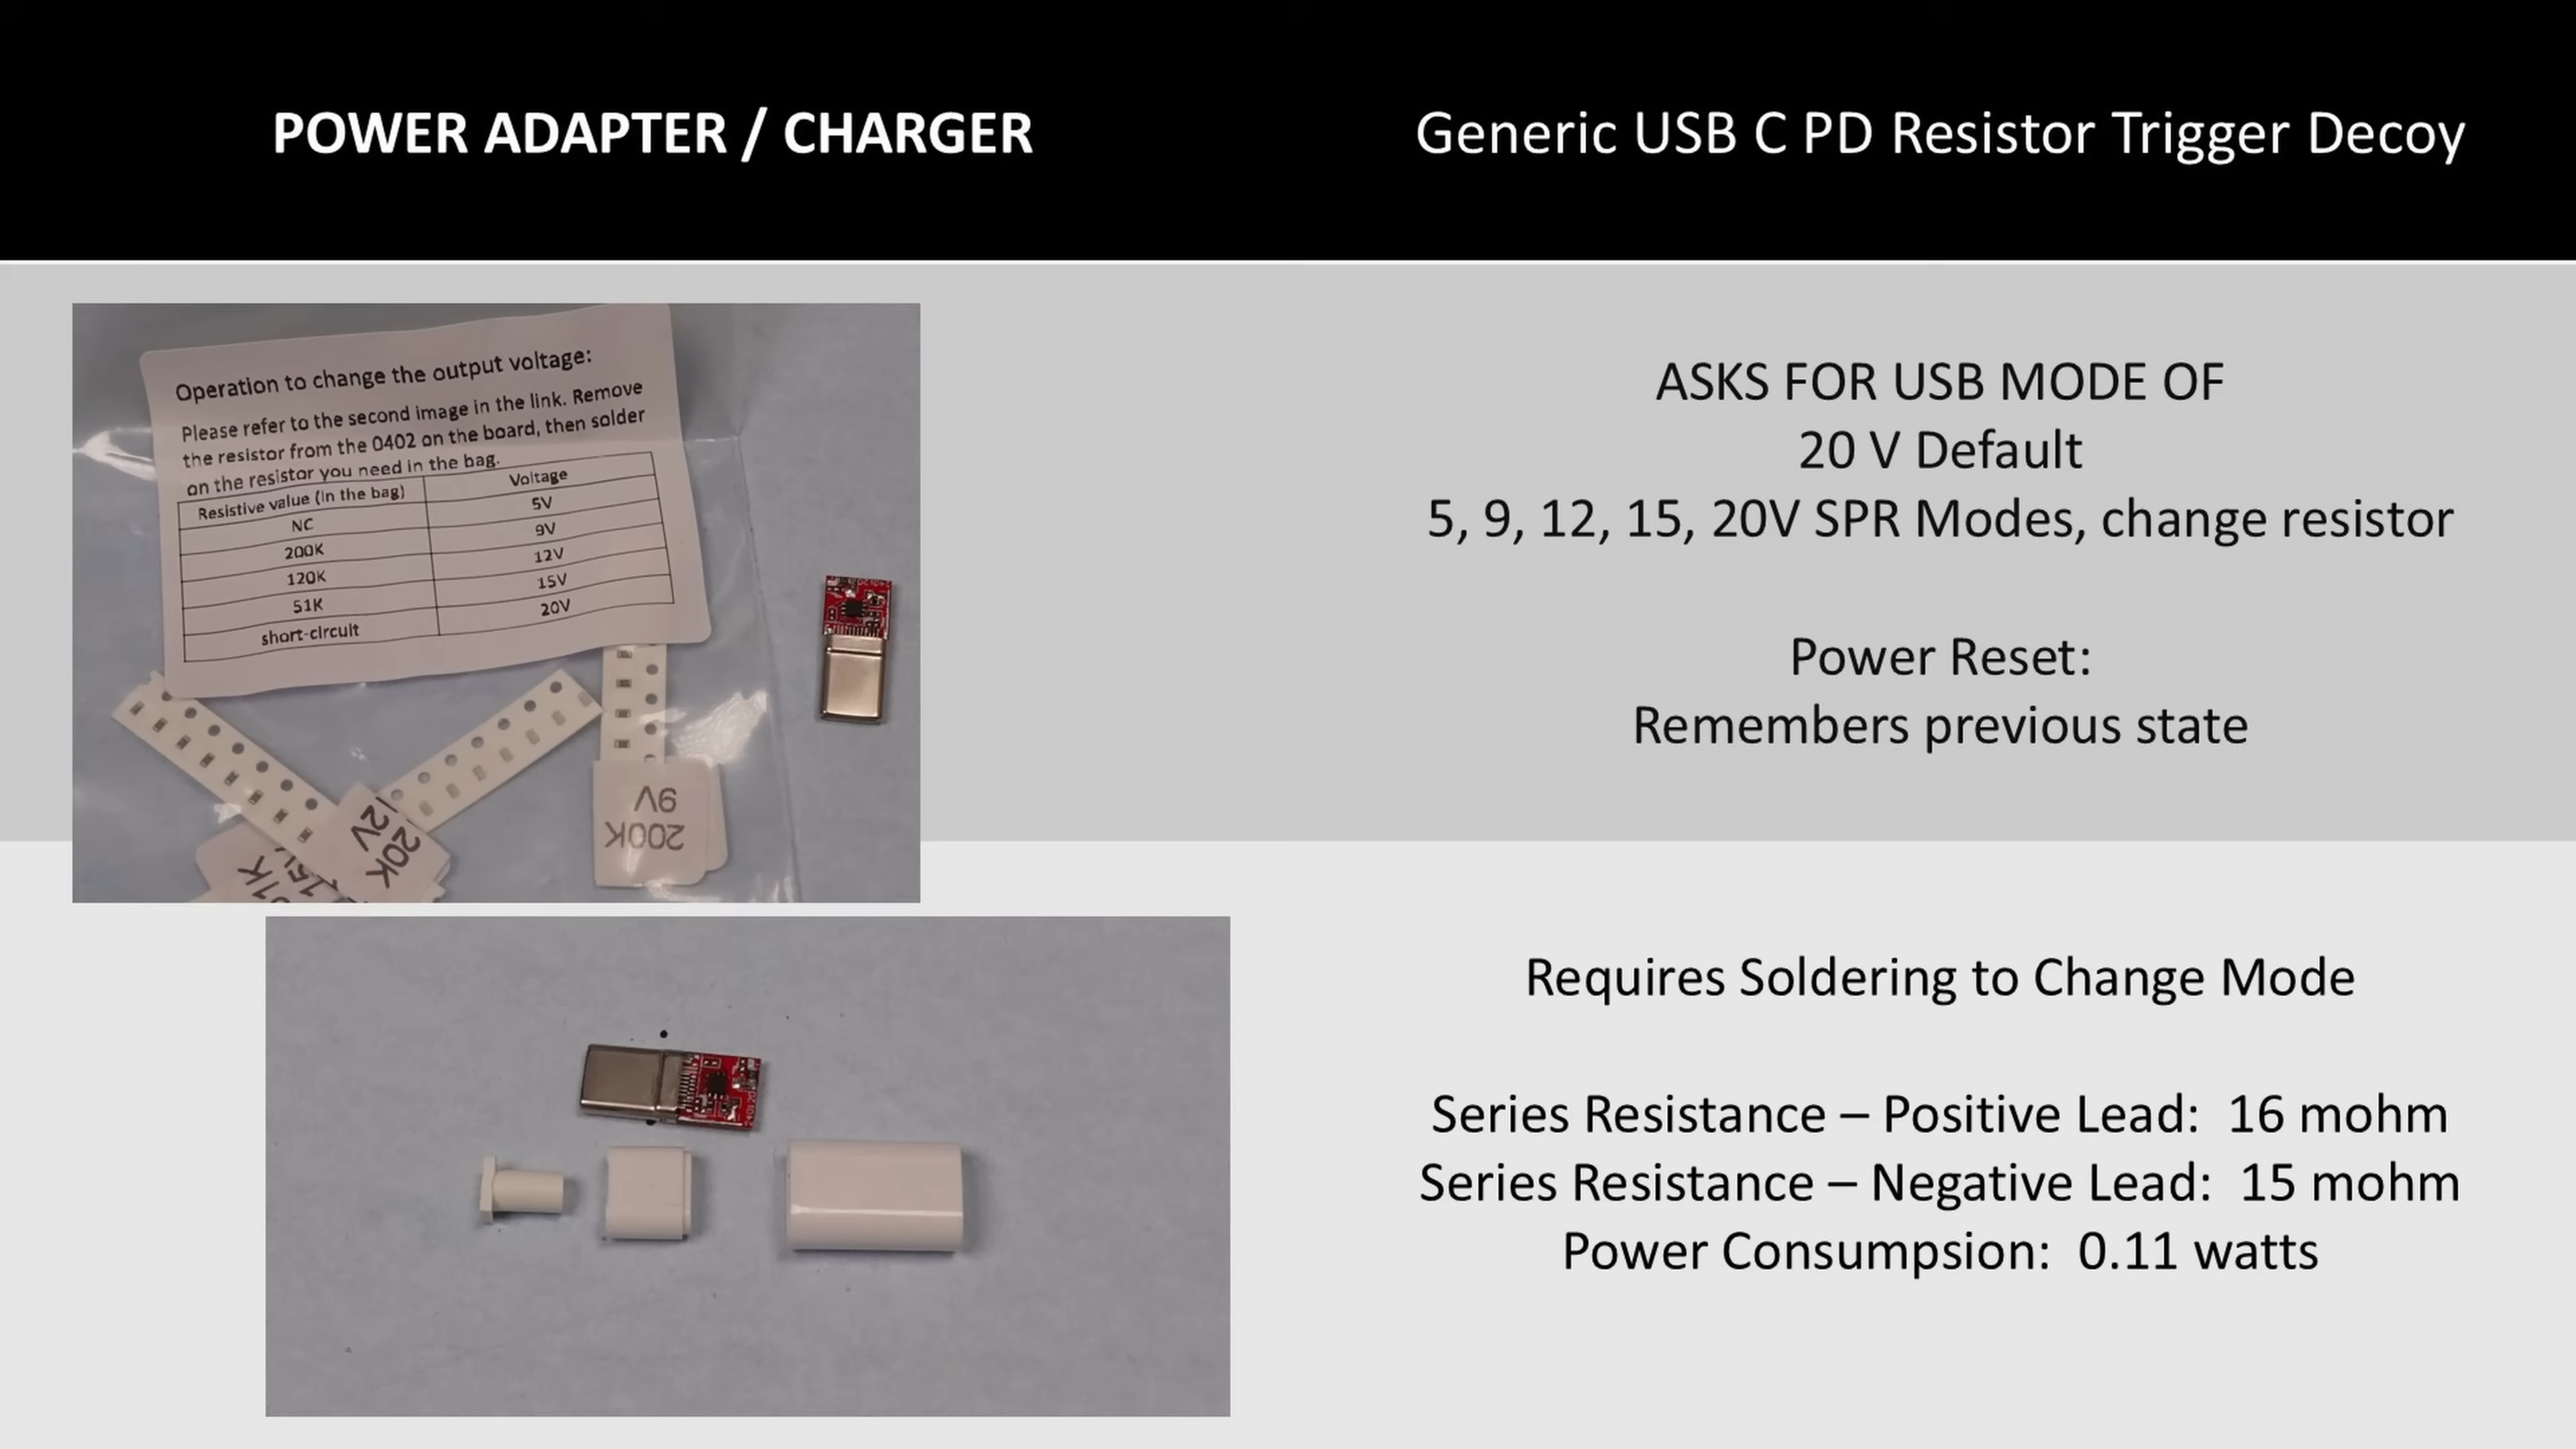 POWER ADAPTER / CHARGER
Generic USB C PD Resistor Trigger Decoy
Operation to change the output voltage:
Please refer to the second image in the link. Remove
the resistor from the 0402 on the board, then solder
on the resistor you need in the bag.
Resistive value (in the bag) Voltage
NC 5V
200K 9V
120K 12V
51K 15V
short-circuit 20V
200K
9V
20K
2V
1K
15
ASKS FOR USB MODE OF
20 V Default
5, 9, 12, 15, 20V SPR Modes, change resistor
Power Reset:
Remembers previous state
Requires Soldering to Change Mode
Series Resistance – Positive Lead: 16 mohm
Series Resistance – Negative Lead: 15 mohm
Power Consumpsion: 0.11 watts